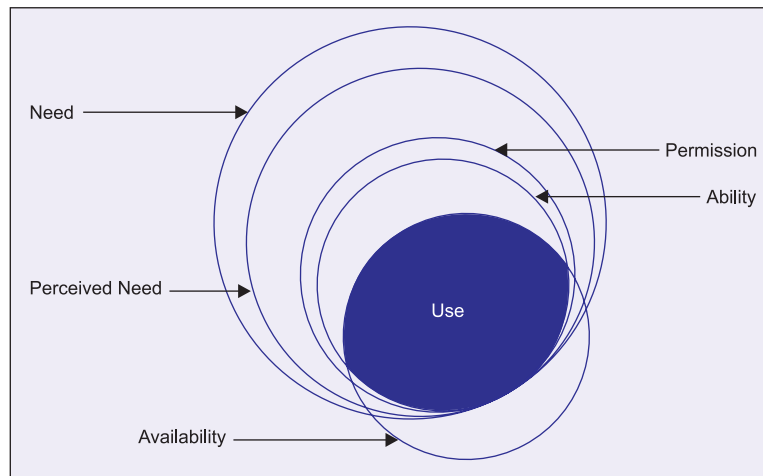 Need
Permission
Ability
Perceived Need
Use
Availability